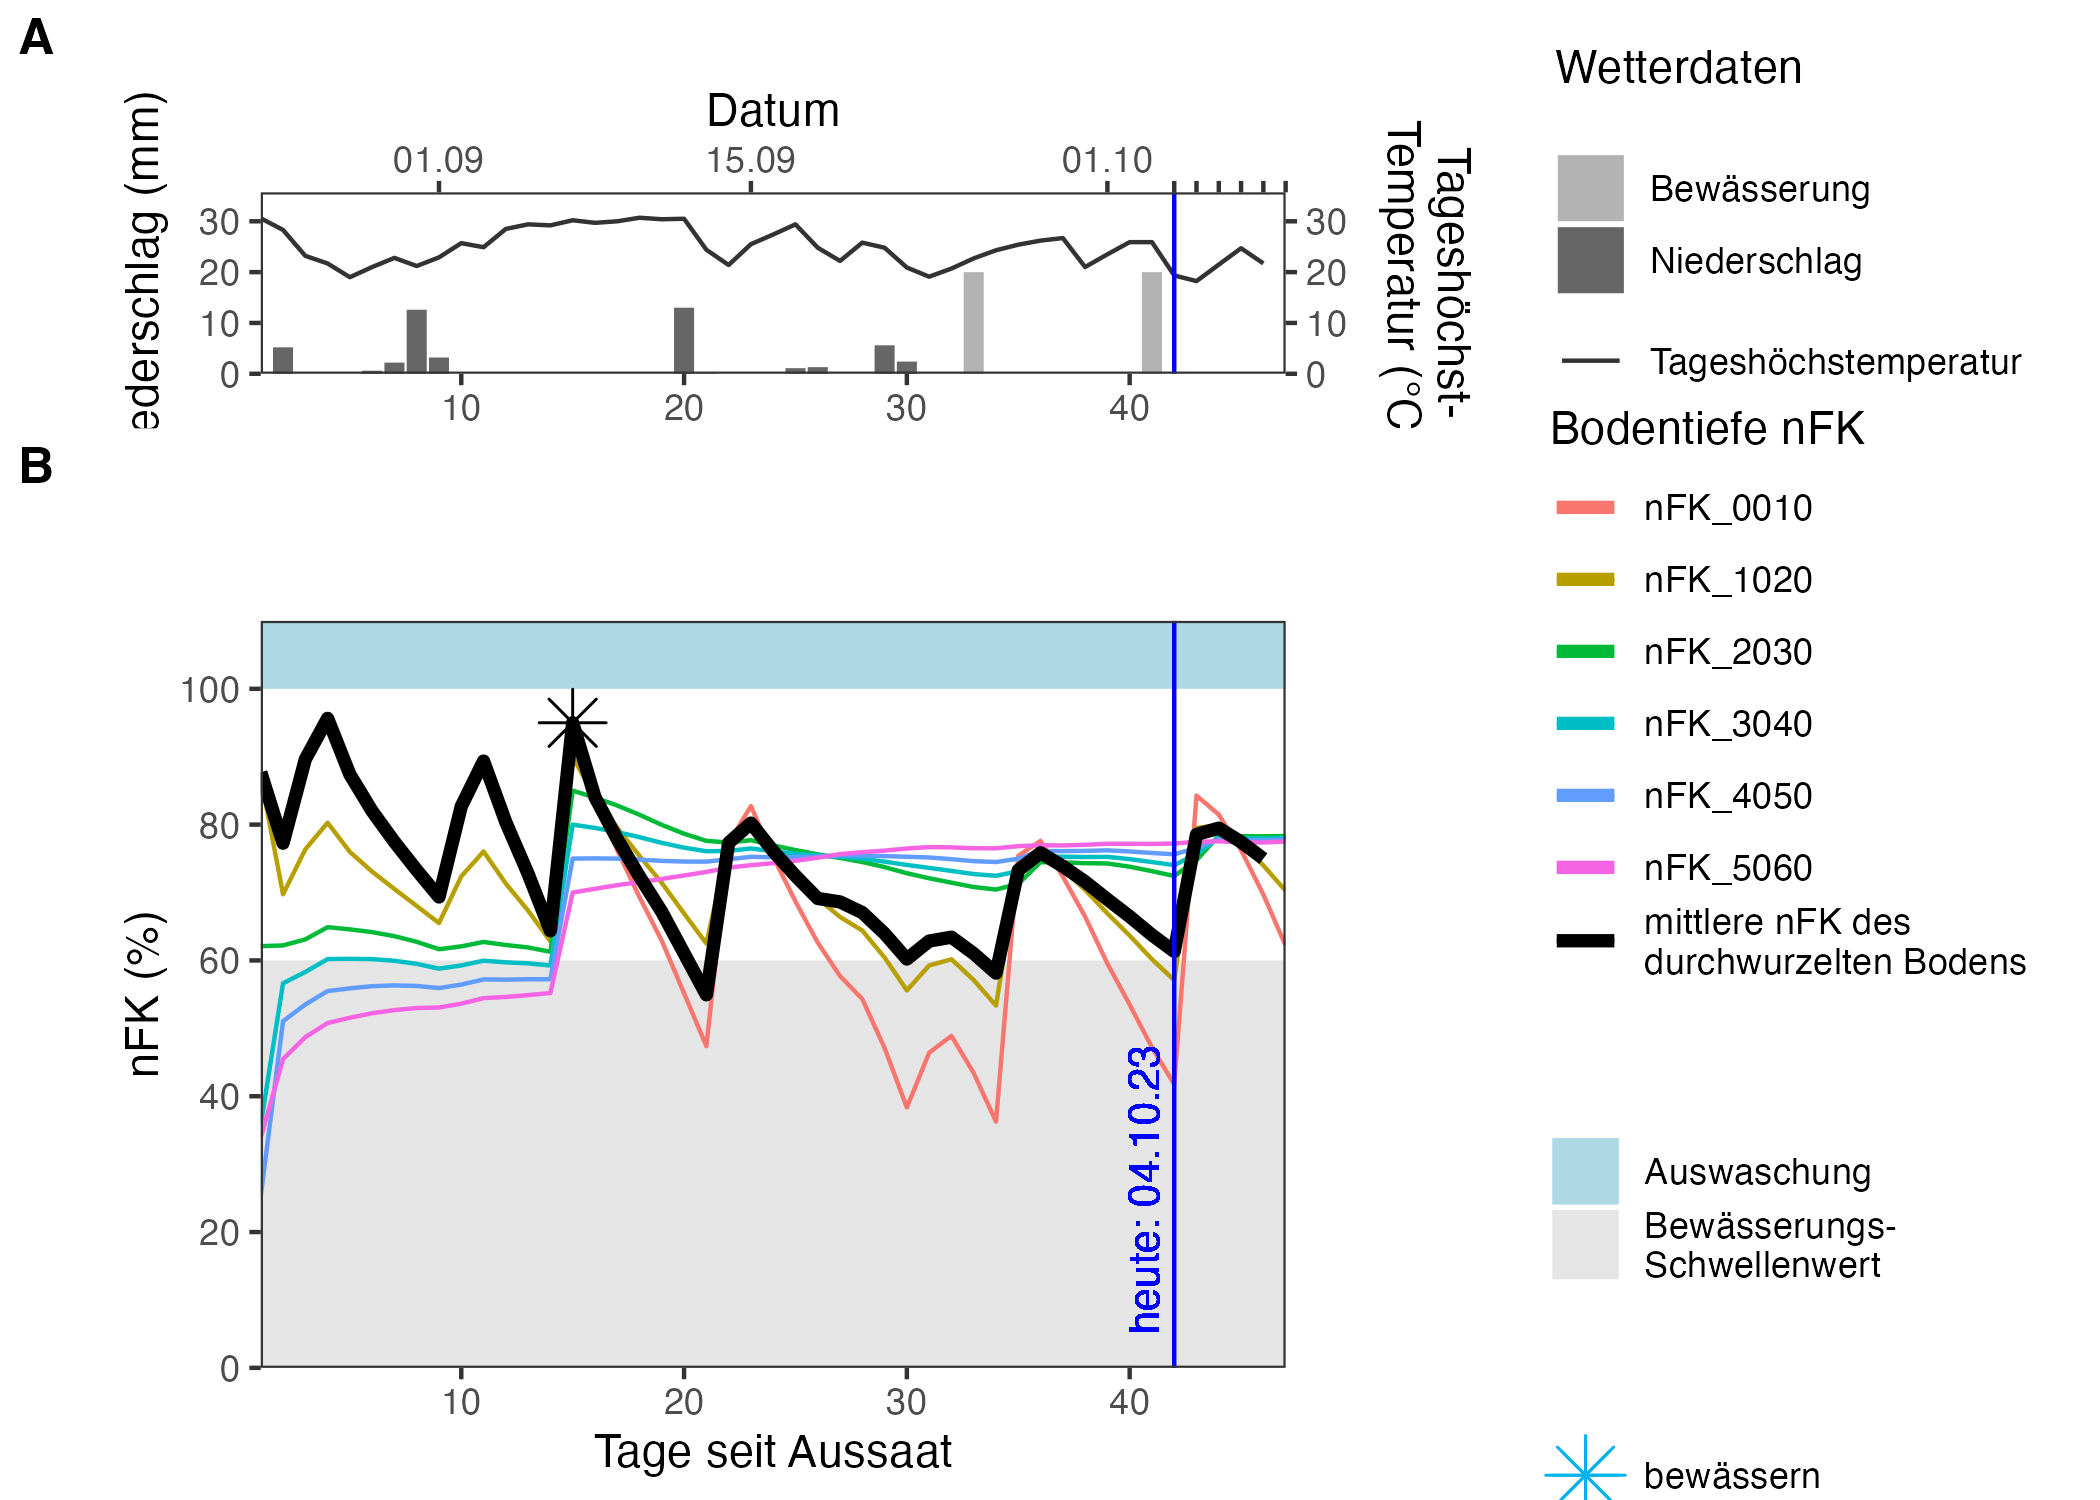 A
Datum
01.09 15.09 01.10
ederschlag (mm)
30
20
10
0
30
20
10
0
Tageshöchst-
Temperatur (°C
10 20 30 40
B
nFK (%)
100
80
60
40
20
0
heute: 04.10.23
10 20 30 40
Tage seit Aussaat
Wetterdaten
Bewässerung
Niederschlag
Tageshöchstemperatur
Bodentiefe nFK
nFK_0010
nFK_1020
nFK_2030
nFK_3040
nFK_4050
nFK_5060
mittlere nFK des
durchwurzelten Bodens
Auswaschung
Bewässerungs-
Schwellenwert
bewässern